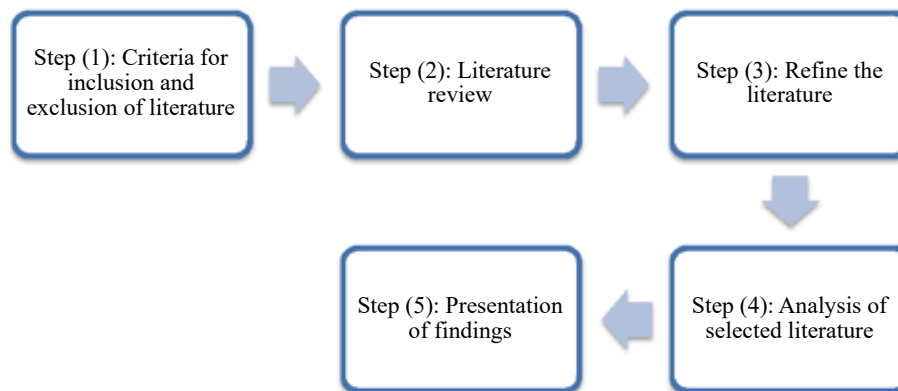 Step (1): Criteria for
inclusion and
exclusion of literature
Step (2): Literature
review
Step (3): Refine the
literature
Step (4): Analysis of
selected literature
Step (5): Presentation
of findings